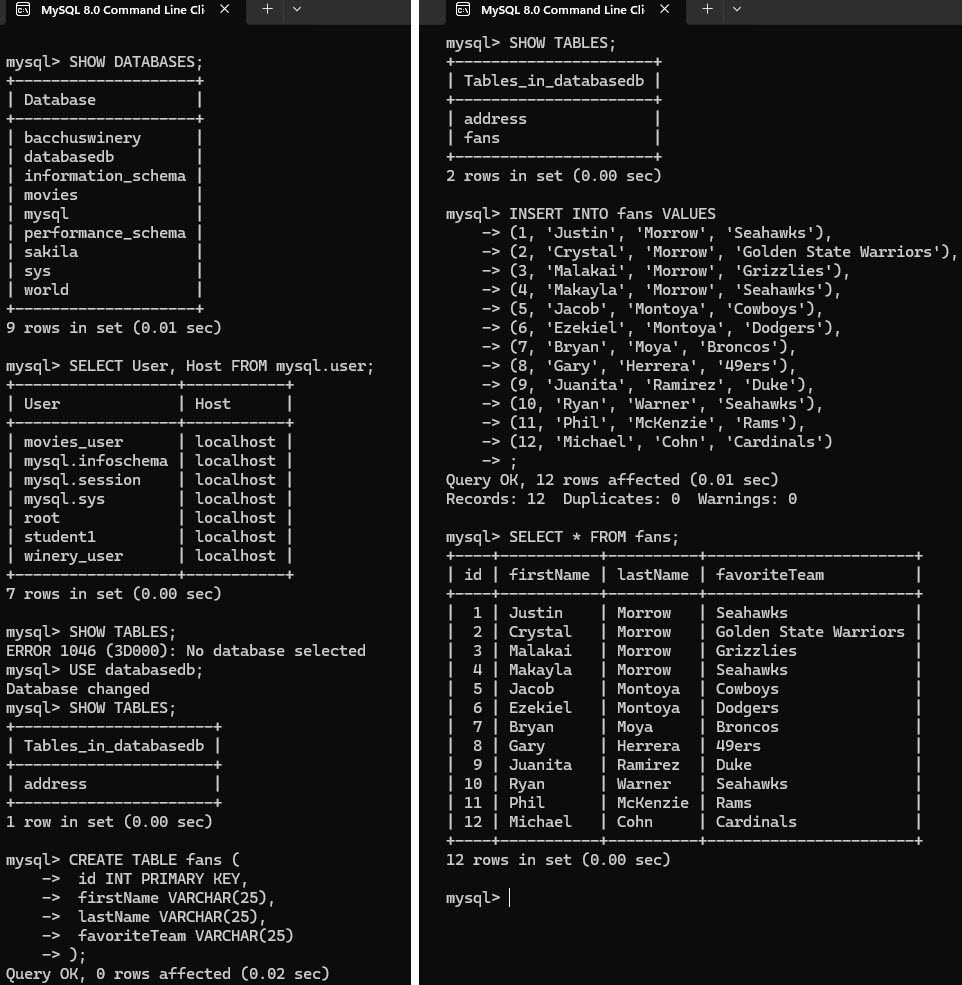 MySQL 8.0 Command Line Cli
mysql> SHOW DATABASES;
+--------------------+
| Database           |
+--------------------+
| bacchuswinery      |
| databasedb         |
| information_schema |
| movies             |
| mysql              |
| performance_schema |
| sakila             |
| sys                |
| world              |
+--------------------+
9 rows in set (0.01 sec)
mysql> SELECT User, Host FROM mysql.user;
+------------------+-----------+
| User             | Host      |
+------------------+-----------+
| movies_user      | localhost |
| mysql.infoschema | localhost |
| mysql.session    | localhost |
| mysql.sys        | localhost |
| root             | localhost |
| student1         | localhost |
| winery_user      | localhost |
+------------------+-----------+
7 rows in set (0.00 sec)
mysql> SHOW TABLES;
ERROR 1046 (3D000): No database selected
mysql> USE databasedb;
Database changed
mysql> SHOW TABLES;
+----------------------+
| Tables_in_databasedb |
+----------------------+
| address              |
+----------------------+
1 row in set (0.00 sec)
mysql> CREATE TABLE fans (
    ->  id INT PRIMARY KEY,
    ->  firstName VARCHAR(25),
    ->  lastName VARCHAR(25),
    ->  favoriteTeam VARCHAR(25)
    -> );
Query OK, 0 rows affected (0.02 sec)
MySQL 8.0 Command Line Cli
mysql> SHOW TABLES;
+----------------------+
| Tables_in_databasedb |
+----------------------+
| address              |
| fans                 |
+----------------------+
2 rows in set (0.00 sec)
mysql> INSERT INTO fans VALUES
    -> (1, 'Justin', 'Morrow', 'Seahawks'),
    -> (2, 'Crystal', 'Morrow', 'Golden State Warriors'),
    -> (3, 'Malakai', 'Morrow', 'Grizzlies'),
    -> (4, 'Makayla', 'Morrow', 'Seahawks'),
    -> (5, 'Jacob', 'Montoya', 'Cowboys'),
    -> (6, 'Ezekiel', 'Montoya', 'Dodgers'),
    -> (7, 'Bryan', 'Moya', 'Broncos'),
    -> (8, 'Gary', 'Herrera', '49ers'),
    -> (9, 'Juanita', 'Ramirez', 'Duke'),
    -> (10, 'Ryan', 'Warner', 'Seahawks'),
    -> (11, 'Phil', 'McKenzie', 'Rams'),
    -> (12, 'Michael', 'Cohn', 'Cardinals')
    -> ;
Query OK, 12 rows affected (0.01 sec)
Records: 12  Duplicates: 0  Warnings: 0
mysql> SELECT * FROM fans;
+----+-----------+----------+-----------------------+
| id | firstName | lastName | favoriteTeam          |
+----+-----------+----------+-----------------------+
|  1 | Justin    | Morrow   | Seahawks              |
|  2 | Crystal   | Morrow   | Golden State Warriors |
|  3 | Malakai   | Morrow   | Grizzlies             |
|  4 | Makayla   | Morrow   | Seahawks              |
|  5 | Jacob     | Montoya  | Cowboys               |
|  6 | Ezekiel   | Montoya  | Dodgers               |
|  7 | Bryan     | Moya     | Broncos               |
|  8 | Gary      | Herrera  | 49ers                 |
|  9 | Juanita   | Ramirez  | Duke                  |
| 10 | Ryan      | Warner   | Seahawks              |
| 11 | Phil      | McKenzie | Rams                  |
| 12 | Michael   | Cohn     | Cardinals             |
+----+-----------+----------+-----------------------+
12 rows in set (0.00 sec)
mysql>